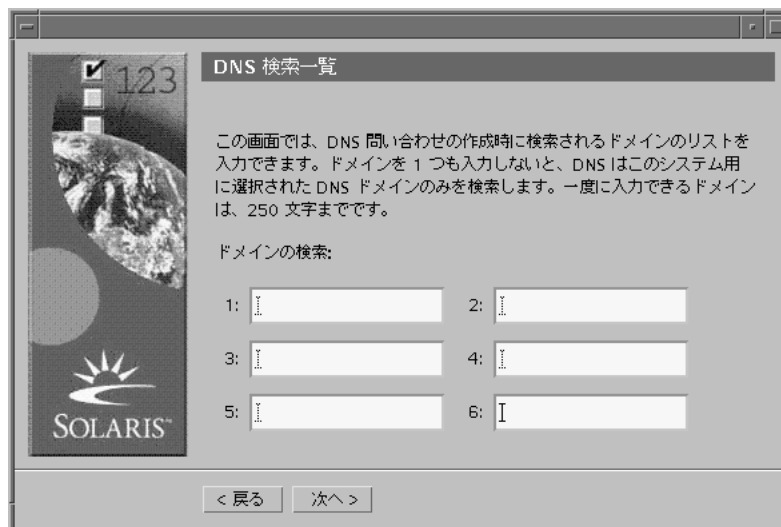 123
DNS 検索一覧
この画面では、DNS 問い合わせの作成時に検索されるドメインのリストを
入力できます。ドメインを 1 つも入力しないと、DNS はこのシステム用
に選択された DNS ドメインのみを検索します。一度に入力できるドメイン
は、250 文字までです。
ドメインの検索:
1: 2:
3: 4:
5: 6:
SOLARIS™
< 戻る 次へ >